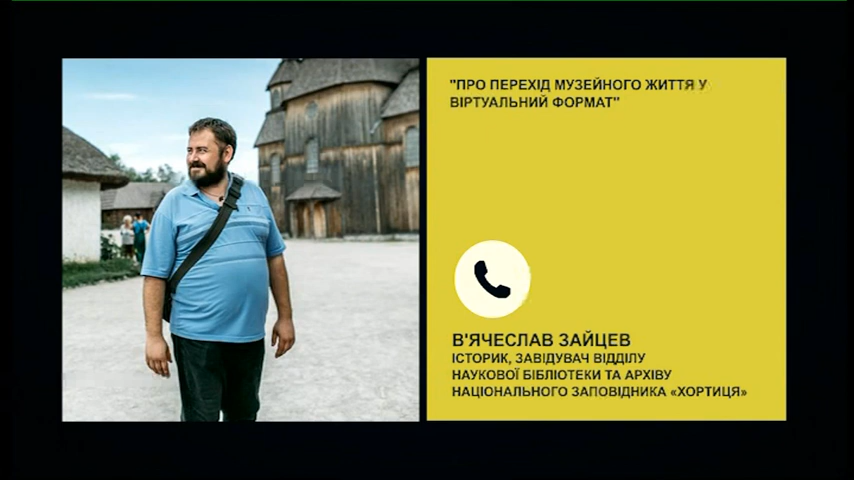 "ПРО ПЕРЕХІД МУЗЕЙНОГО ЖИТТЯ У
ВІРТУАЛЬНИЙ ФОРМАТ"
В'ЯЧЕСЛАВ ЗАЙЦЕВ
ІСТОРИК, ЗАВІДУВАЧ ВІДДІЛУ
НАУКОВОЇ БІБЛІОТЕКИ ТА АРХІВУ
НАЦІОНАЛЬНОГО ЗАПОВІДНИКА «ХОРТИЦЯ»